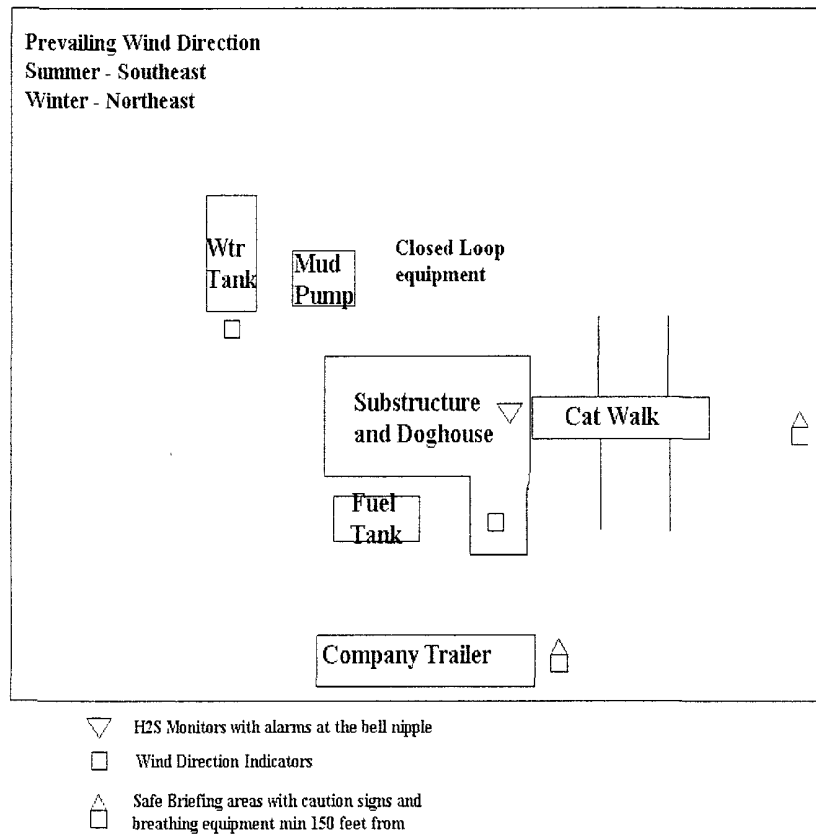 Prevailing Wind Direction
Summer - Southeast
Winter - Northeast
Wtr
Tank
Mud
Pump
Closed Loop
equipment
Substructure
and Doghouse
Cat Walk
Fuel
Tank
Company Trailer
H2S Monitors with alarms at the bell nipple
Wind Direction Indicators
Safe Briefing areas with caution signs and
breathing equipment min 150 feet from